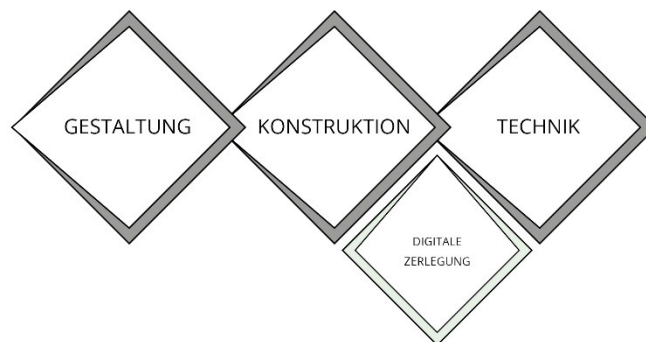 GESTALTUNG
KONSTRUKTION
TECHNIK
DIGITALE
ZERLEGUNG